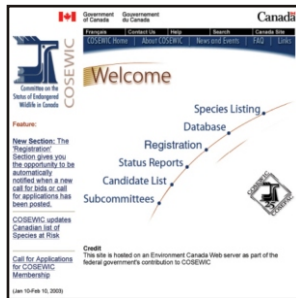 Government of Canada
Gouvernement du Canada
Canada
Français
Contact Us
Help
Search
Canada Site
COSEWIC Home
About COSEWIC
News and Events
FAQ
Links
COSEWIC
Committee on the
Status of Endangered
Wildlife in Canada
Welcome
Species Listing
Database
Registration
Status Reports
Candidate List
Subcommittees
Feature:
New Section: The
'Registration'
Section gives you
the opportunity to be
automatically
notified when a new
call for bids or call
for applications has
been posted.
COSEWIC updates
Canadian list of
Species at Risk
Call for Applications
for COSEWIC
Membership
(Jan 10-Feb 10, 2003)
Credit
This site is hosted on an Environment Canada Web server as part of the
federal government's contribution to COSEWIC